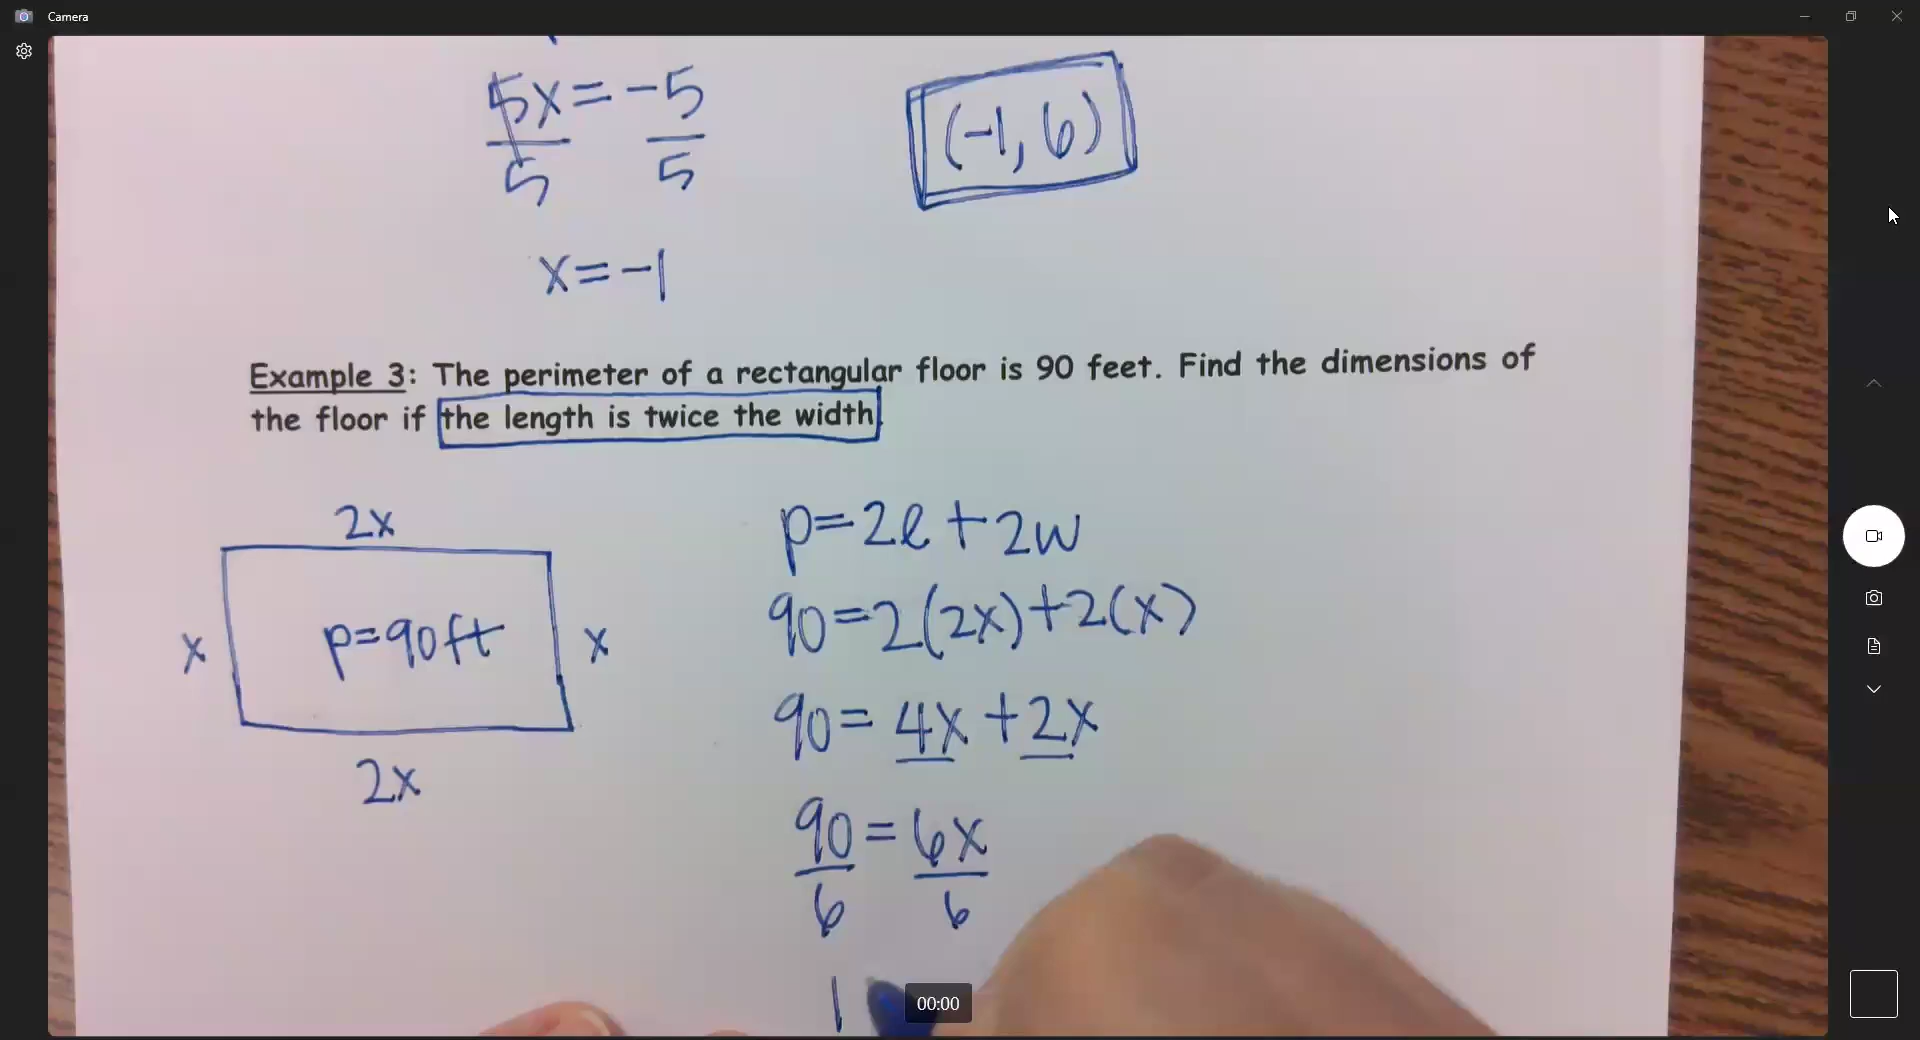 Camera
5x = -5
5 5
(-1, 6)
x = -1
Example 3: The perimeter of a rectangular floor is 90 feet. Find the dimensions of
the floor if the length is twice the width.
2x
x
p=90ft
x
2x
p=2l+2w
90=2(2x)+2(x)
90= 4x +2x
90 = 6x
6 6
1
00:00